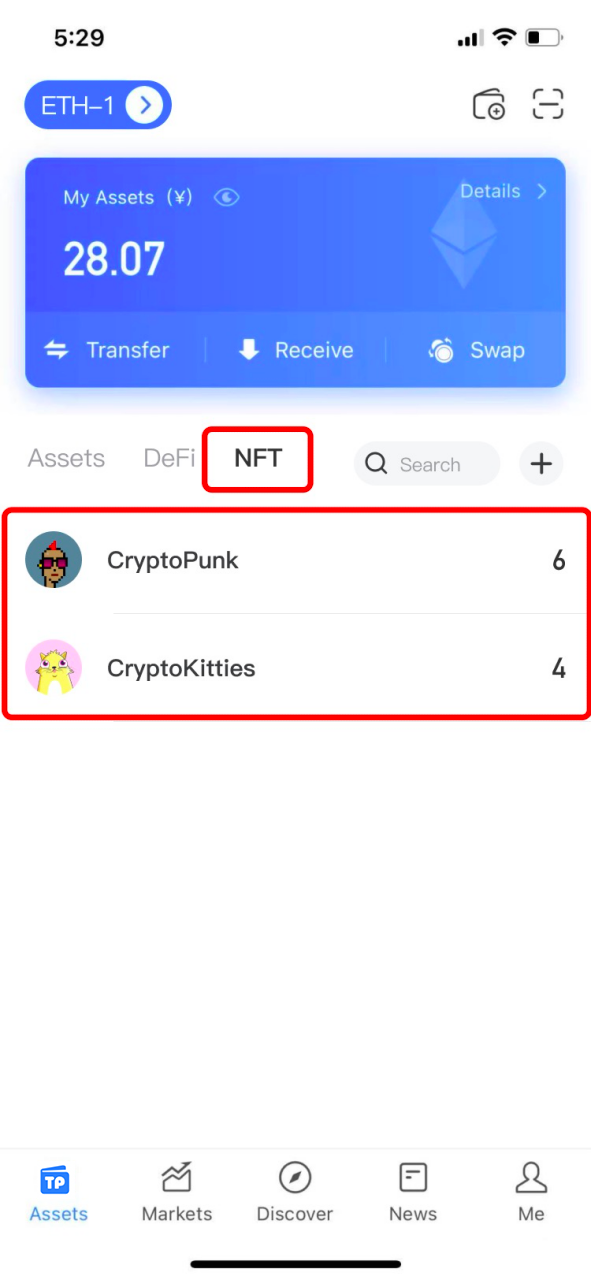 5:29
ETH-1
My Assets (¥)
Details
28.07
Transfer
Receive
Swap
Assets
DeFi
NFT
Search
CryptoPunk
6
CryptoKitties
4
TP
Assets
Markets
Discover
News
Me